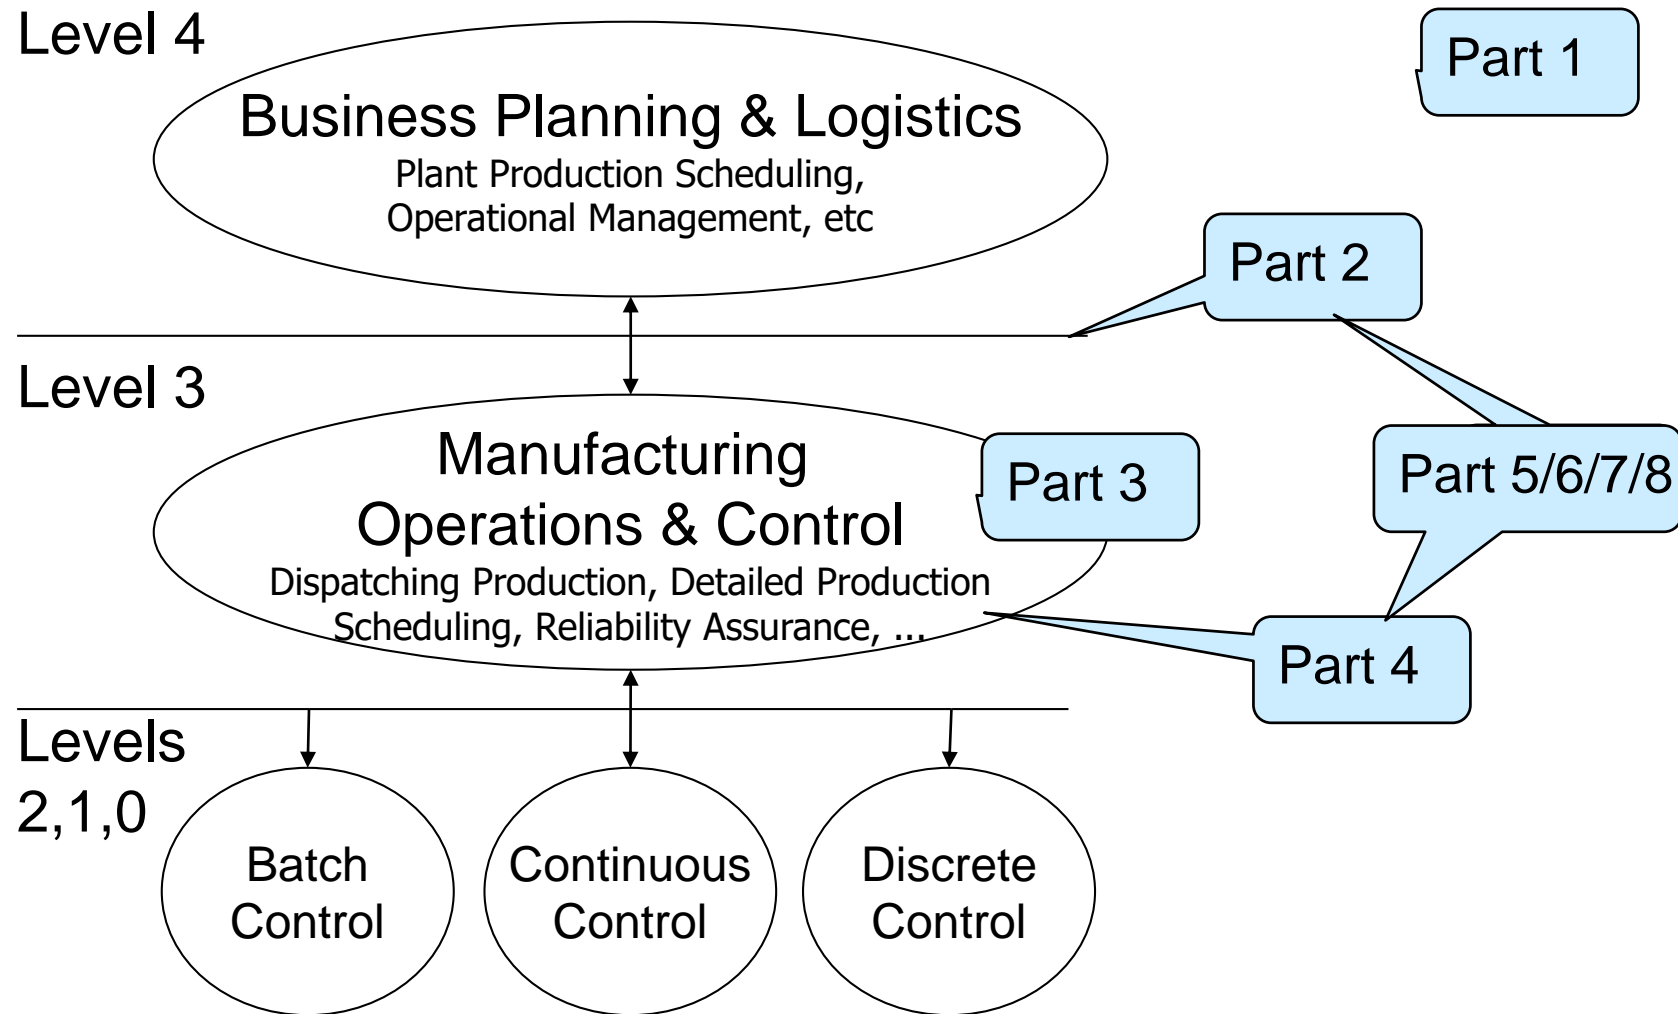 Level 4
Part 1
Business Planning & Logistics
Plant Production Scheduling,
Operational Management, etc
Part 2
Level 3
Manufacturing
Operations & Control
Dispatching Production, Detailed Production
Scheduling, Reliability Assurance, ...
Part 3
Part 5/6/7/8
Part 4
Levels
2,1,0
Batch
Control
Continuous
Control
Discrete
Control